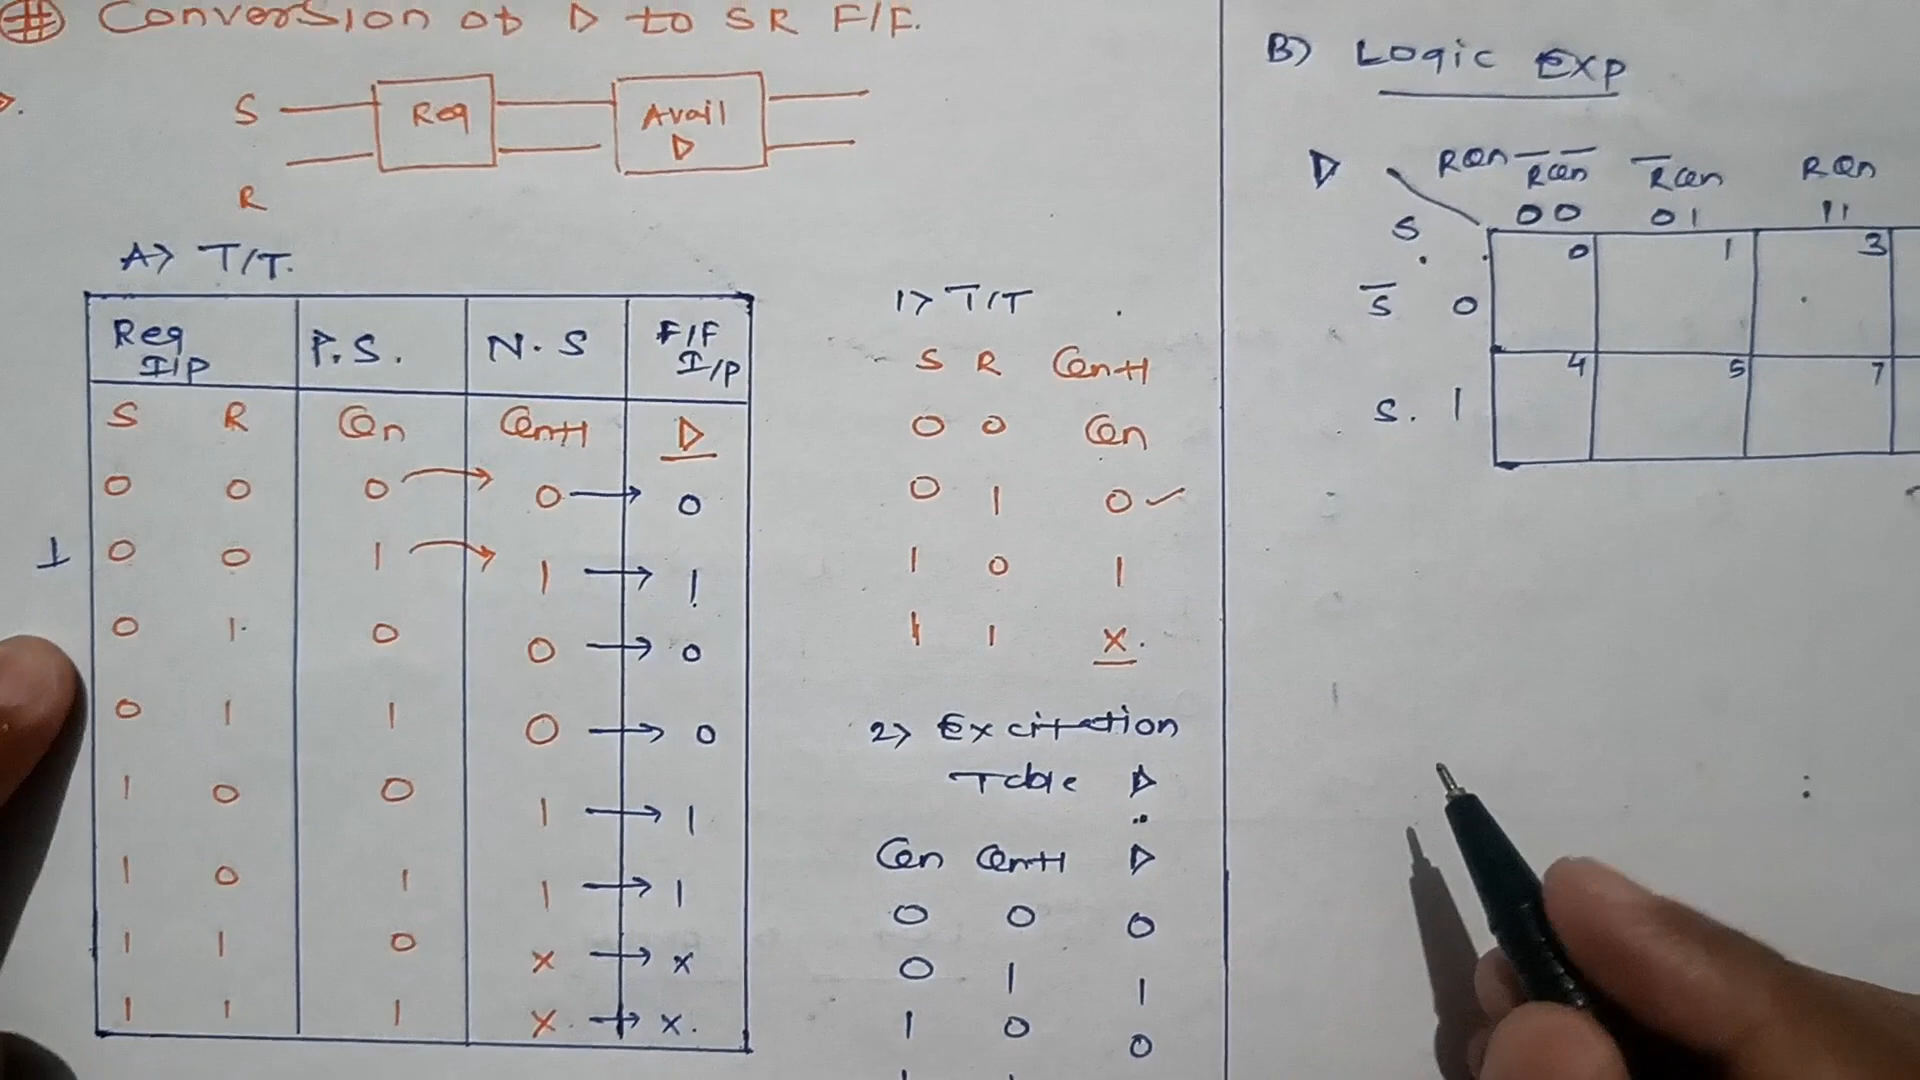 # Conversion of D to SR F/F.
S Req Avail D
R
A> T/T.
Req I/P P.S. N.S F/F I/P
S R Qn Qn+1 D
0 0 0 → 0 → 0
0 0 1 → 1 → 1
0 1 0 0 → 0
0 1 1 0 → 0
1 0 0 1 → 1
1 0 1 1 → 1
1 1 0 x → x
1 1 1 x → x.
1> T/T
S R Qn+1
0 0 Qn
0 1 0 ✓
1 0 1
1 1 x.
2> Excitation
Table D
Qn Qn+1 D
0 0 0
0 1 1
1 0 0
B) Logic Exp
D RQn R̅Q̅n R̅Qn RQn
S 00 01 11
S̅ 0 0 1 3
S. 1 4 5 7